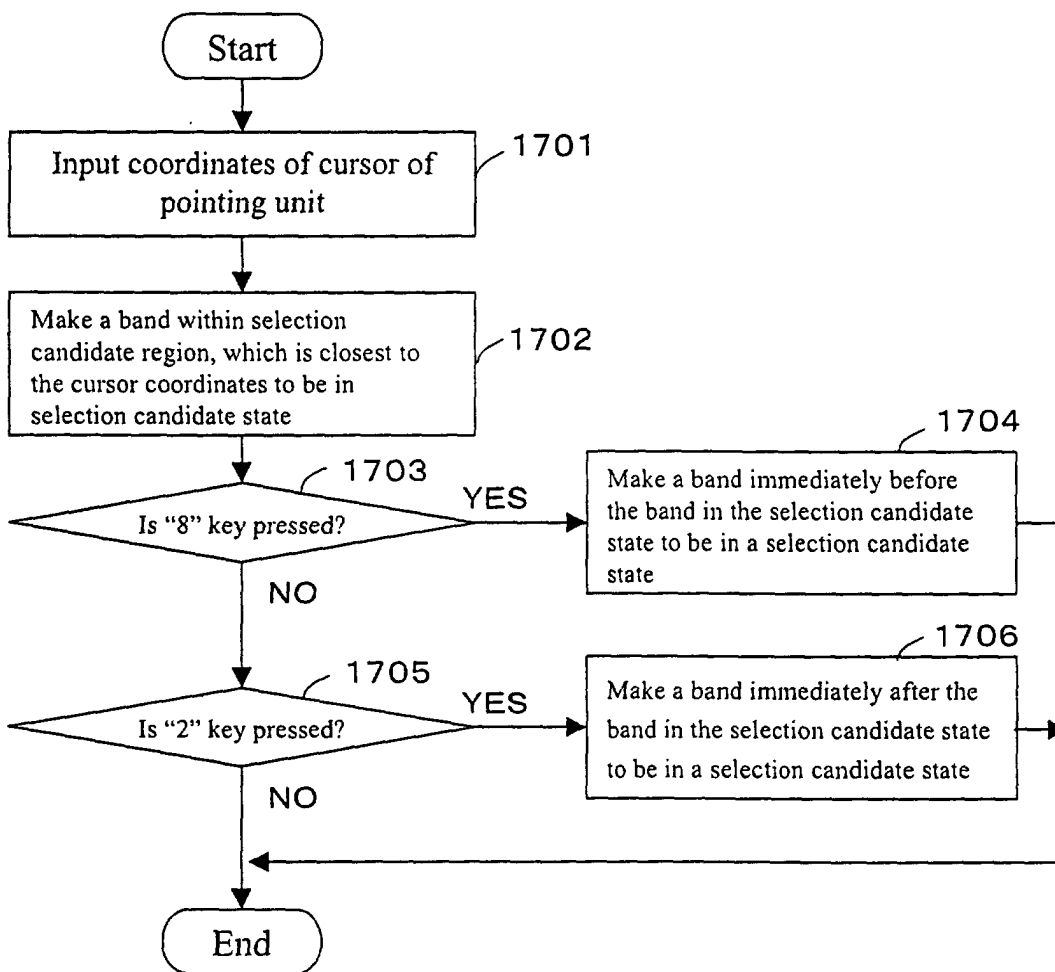 Start
1701
Input coordinates of cursor of
pointing unit
1702
Make a band within selection
candidate region, which is closest to
the cursor coordinates to be in
selection candidate state
1703
Is “8” key pressed?
YES
NO
1704
Make a band immediately before
the band in the selection candidate
state to be in a selection candidate
state
1705
Is “2” key pressed?
YES
NO
1706
Make a band immediately after the
band in the selection candidate state
to be in a selection candidate state
End